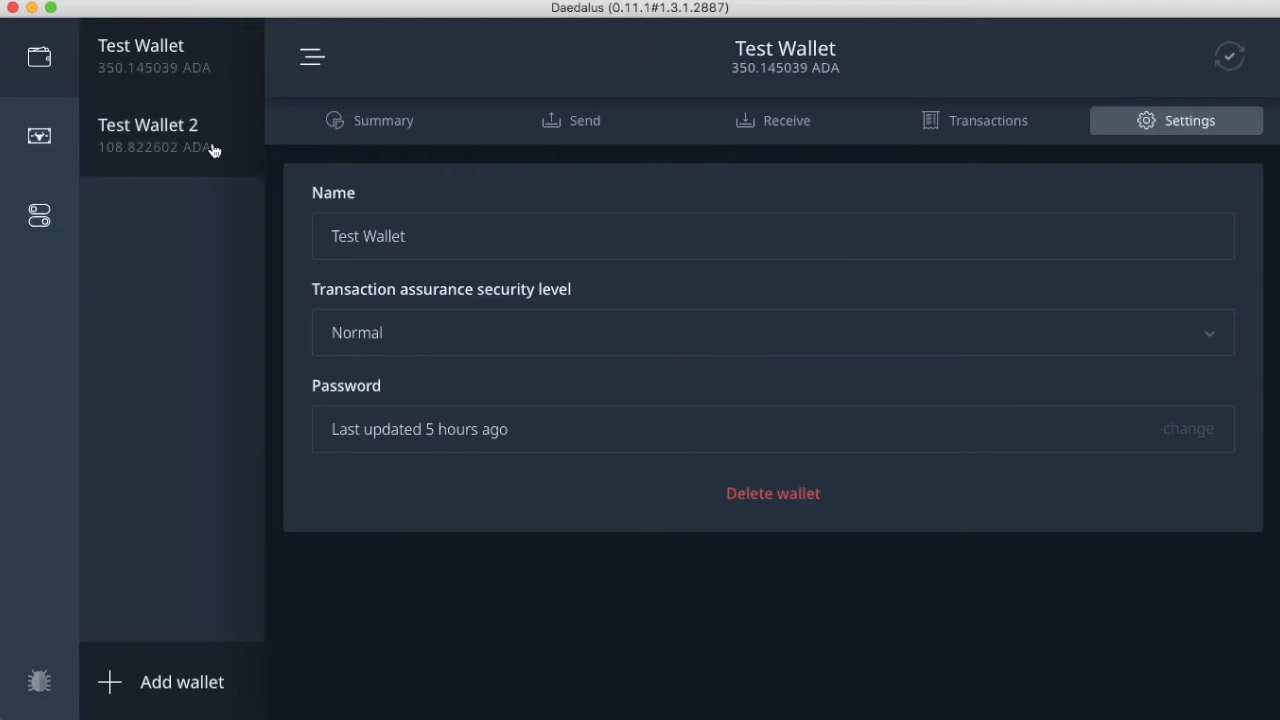 Daedalus (0.11.1#1.3.1.2887)
Test Wallet
350.145039 ADA
Test Wallet 2
108.822602 ADA
Add wallet
Test Wallet
350.145039 ADA
Summary
Send
Receive
Transactions
Settings
Name
Test Wallet
Transaction assurance security level
Normal
Password
Last updated 5 hours ago
change
Delete wallet